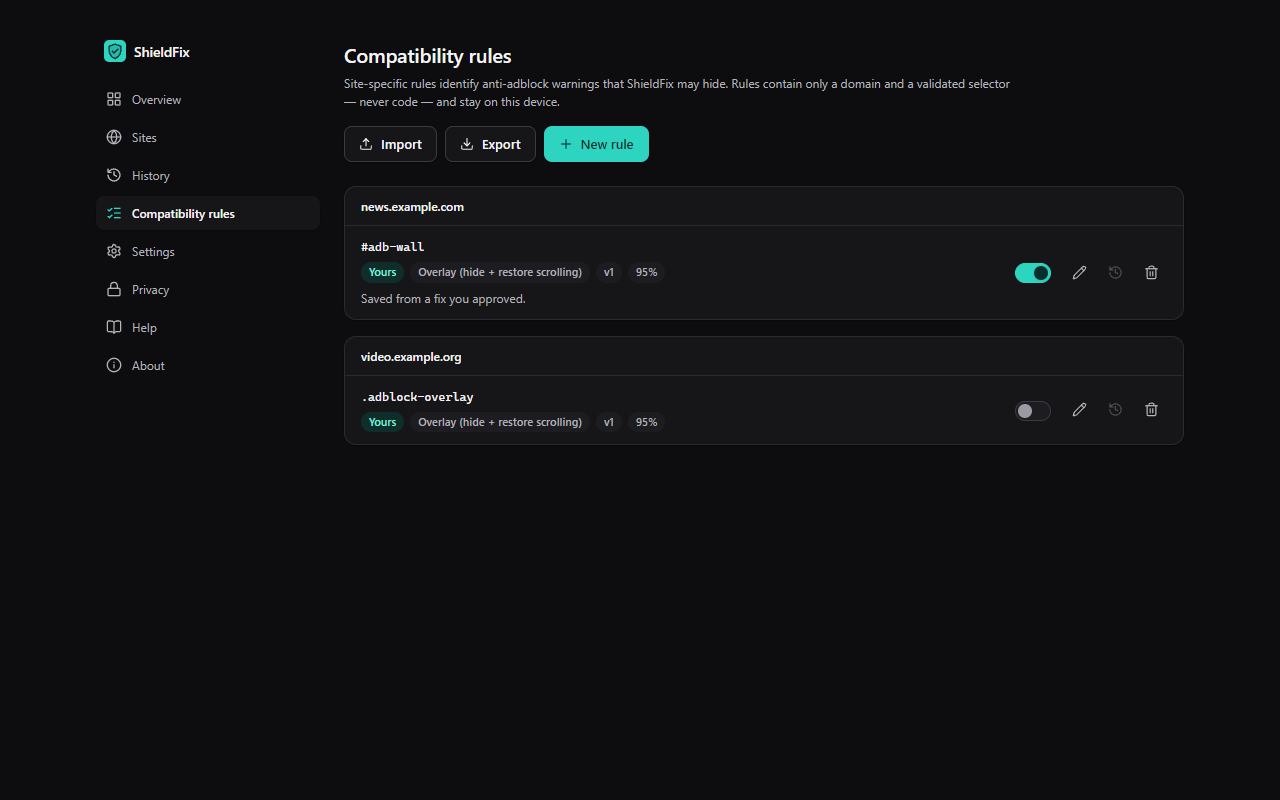 ShieldFix
Overview
Sites
History
Compatibility rules
Settings
Privacy
Help
About
Compatibility rules
Site-specific rules identify anti-adblock warnings that ShieldFix may hide. Rules contain only a domain and a validated selector
— never code — and stay on this device.
Import Export New rule
news.example.com
#adb-wall
Yours Overlay (hide + restore scrolling) v1 95%
Saved from a fix you approved.
video.example.org
.adblock-overlay
Yours Overlay (hide + restore scrolling) v1 95%